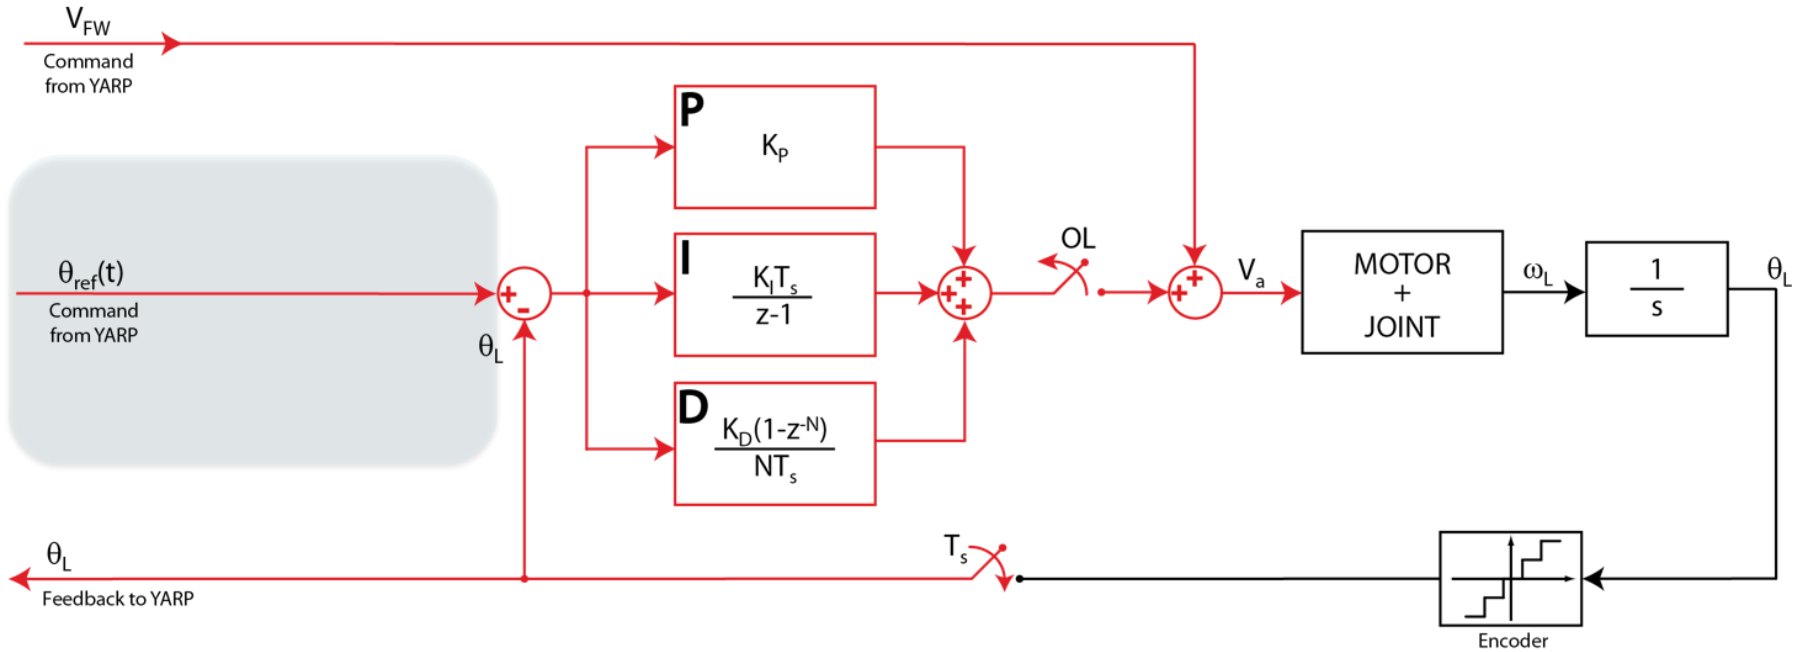 V_FW
Command
from YARP
P
K_P
θ_ref(t)
Command
from YARP
+
-
θ_L
I
K_I T_s
z-1
+
+
+
OL
+
+
V_a
MOTOR
+
JOINT
ω_L
1
s
θ_L
D
K_D(1-z^-N)
NT_s
θ_L
Feedback to YARP
T_s
Encoder